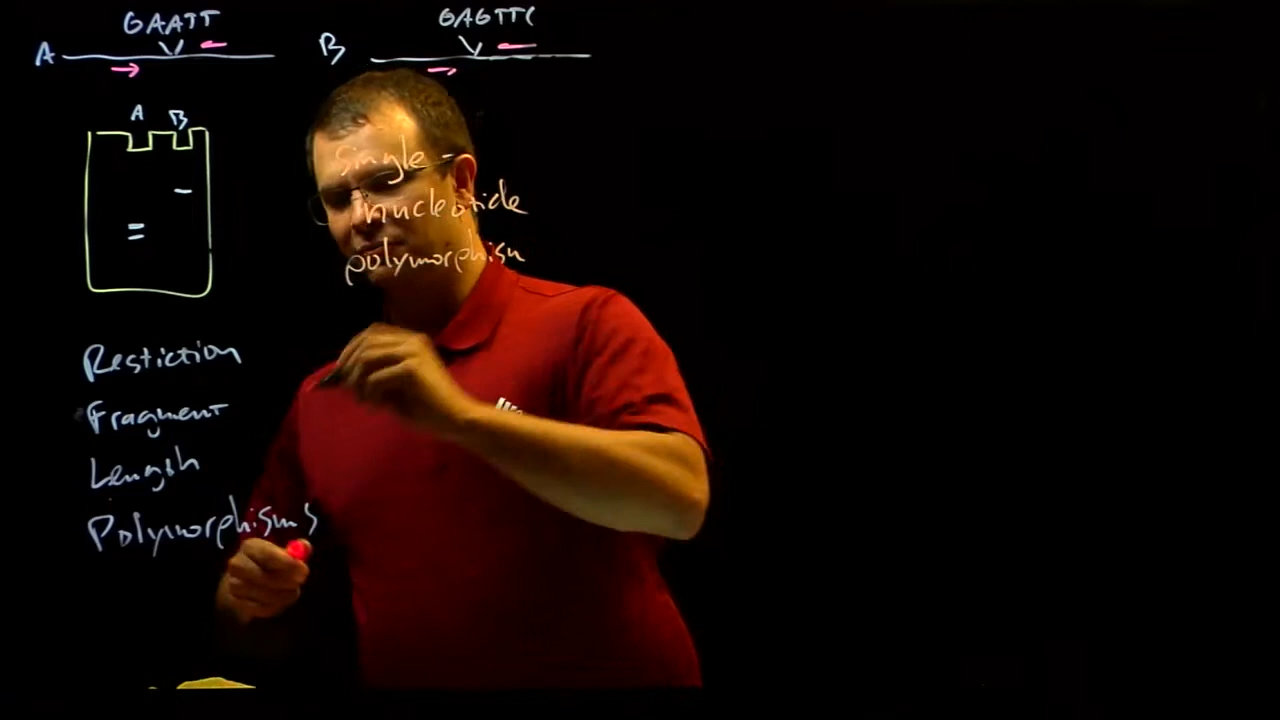 GAATT
GAGTTC
A
B
A
B
single
nucleotide
polymorphism
Restiction
Fragment
Length
Polymorphisms